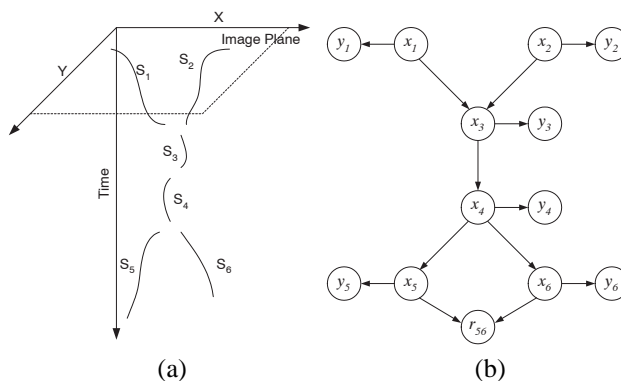 X
Image Plane
Y
S1
S2
S3
Time
S4
S5
S6
(a)
y1 x1 x2 y2
x3 y3
x4 y4
y5 x5 x6 y6
r56
(b)